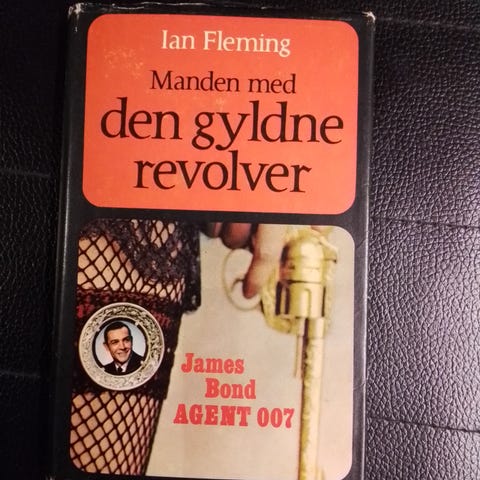 Ian Fleming
Manden med
den gyldne
revolver
James
Bond
AGENT 007